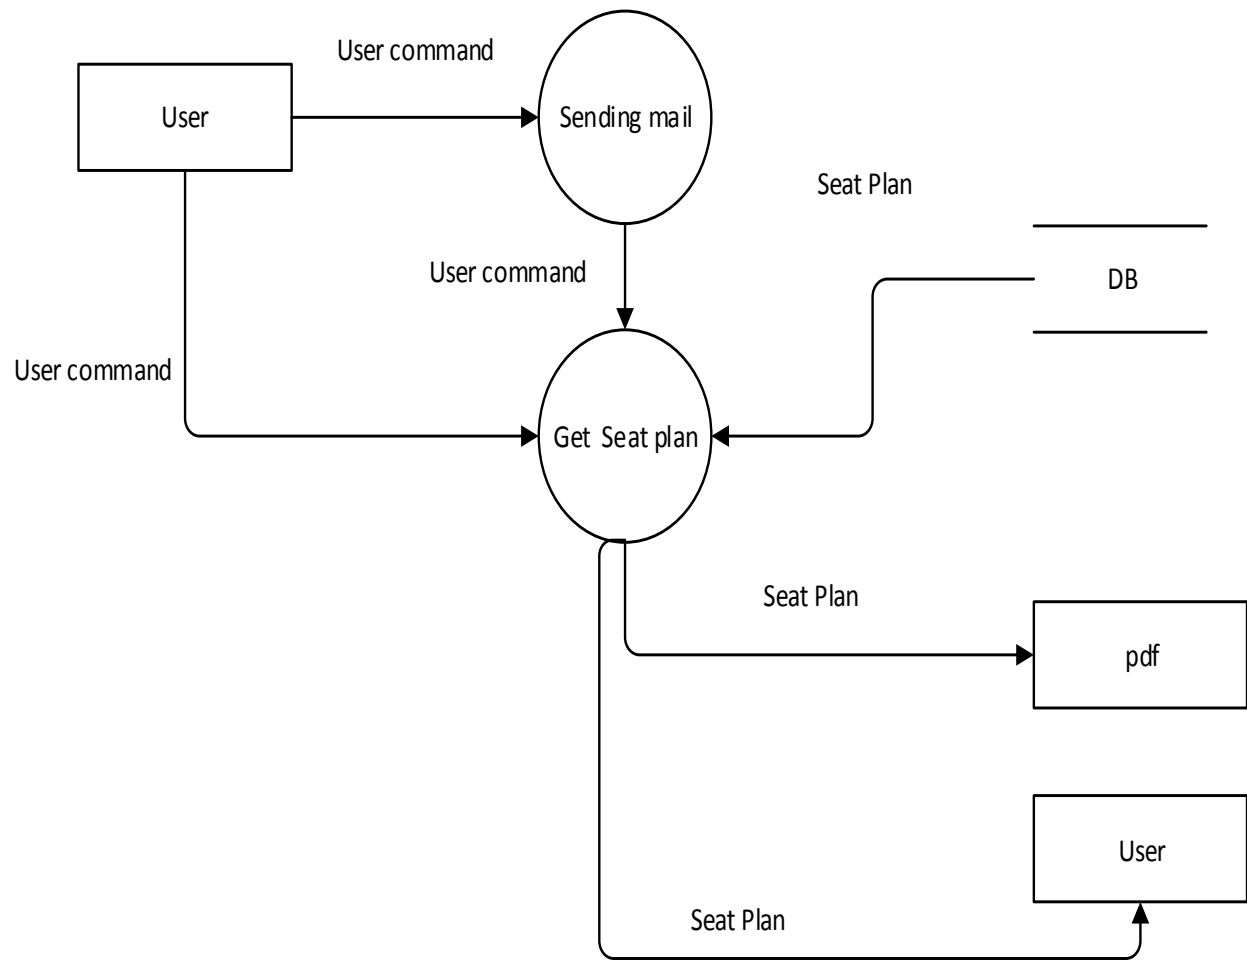 User command
User
Sending mail
Seat Plan
User command
DB
User command
Get Seat plan
Seat Plan
pdf
User
Seat Plan